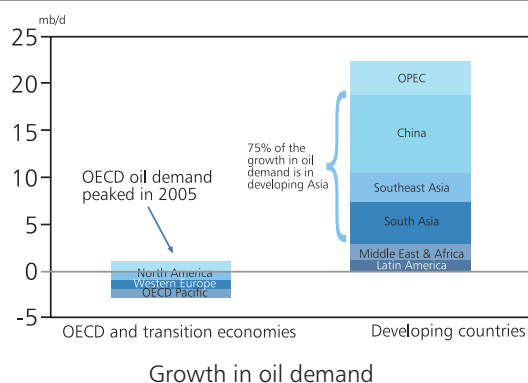 mb/d
25
20
15
10
5
0
-5
OECD oil demand
peaked in 2005
North America
Western Europe
OECD Pacific
75% of the
growth in oil
demand is in
developing Asia
OPEC
China
Southeast Asia
South Asia
Middle East & Africa
Latin America
OECD and transition economies
Developing countries
Growth in oil demand